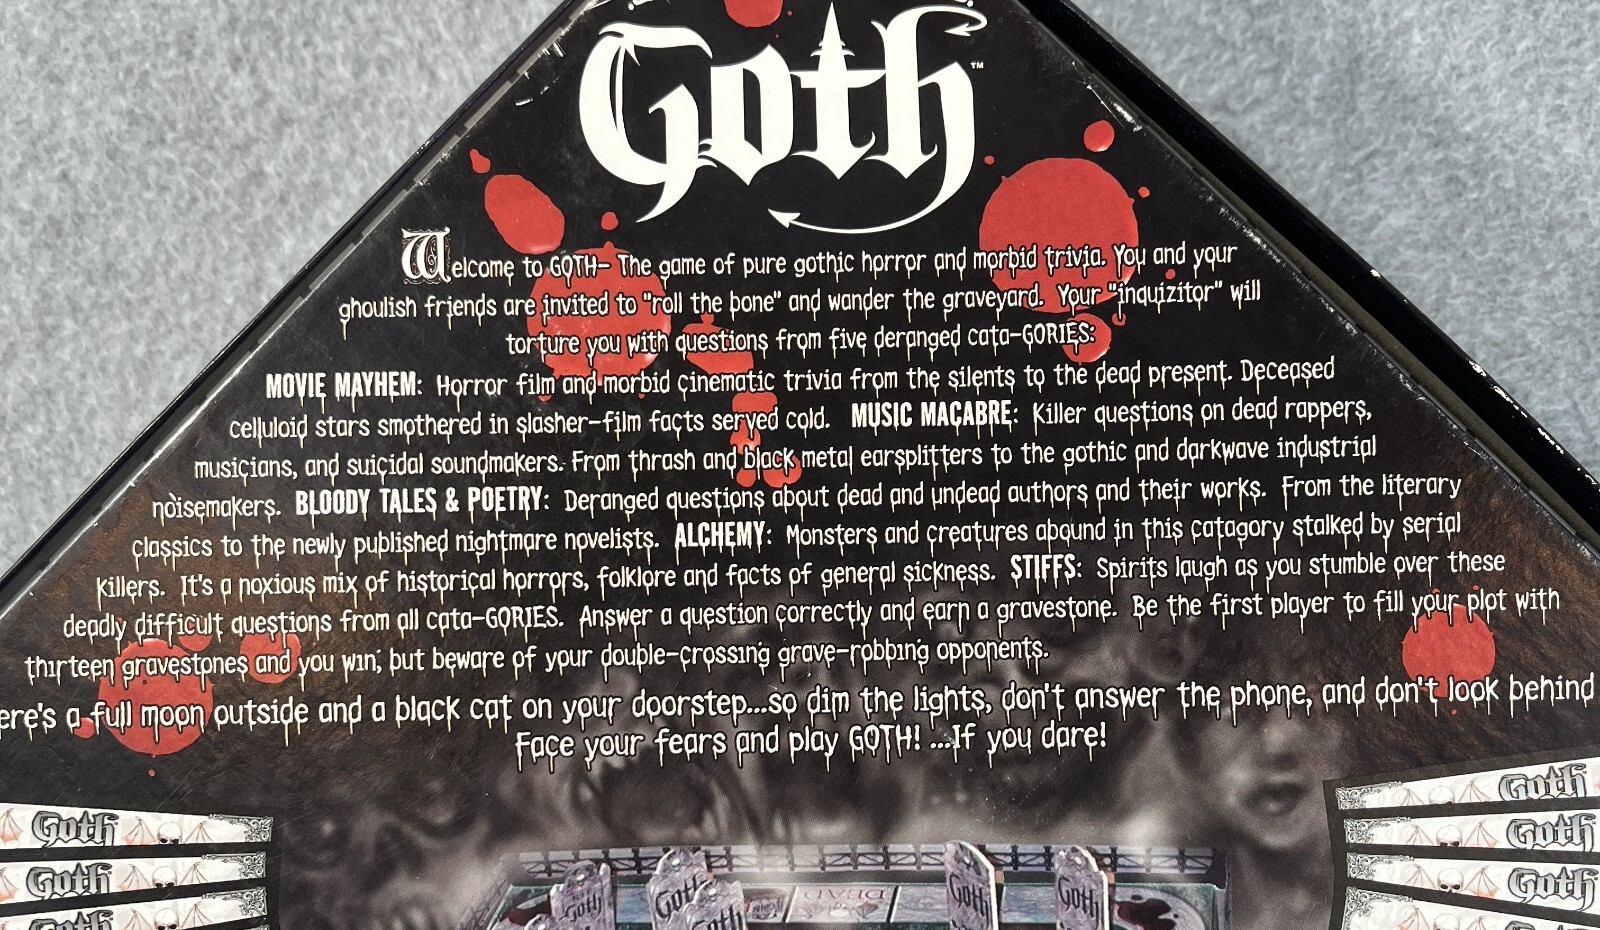 Goth™
Welcome to GOTH- The game of pure gothic horror and morbid trivia. You and your
ghoulish friends are invited to "roll the bone" and wander the graveyard. Your "inquizitor" will
torture you with questions from five deranged cata-GORIES:
MOVIE MAYHEM: Horror film and morbid cinematic trivia from the silents to the dead present. Deceased
celluloid stars smothered in slasher-film facts served cold. MUSIC MACABRE: Killer questions on dead rappers,
musicians, and suicidal soundmakers. From thrash and black metal earsplitters to the gothic and darkwave industrial
noisemakers. BLOODY TALES & POETRY: Deranged questions about dead and undead authors and their works. From the literary
classics to the newly published nightmare novelists. ALCHEMY: Monsters and creatures abound in this catagory stalked by serial
killers. It's a noxious mix of historical horrors, folklore and facts of general sickness. STIFFS: Spirits laugh as you stumble over these
deadly difficult questions from all cata-GORIES. Answer a question correctly and earn a gravestone. Be the first player to fill your plot with
thirteen gravestones and you win; but beware of your double-crossing grave-robbing opponents.
ere's a full moon outside and a black cat on your doorstep...so dim the lights, don't answer the phone, and don't look behind
Face your fears and play GOTH! ...If you dare!
Goth
Goth
Goth
Goth
Goth
Goth
Goth
Goth
Goth
Goth
Goth
Goth
DEAD